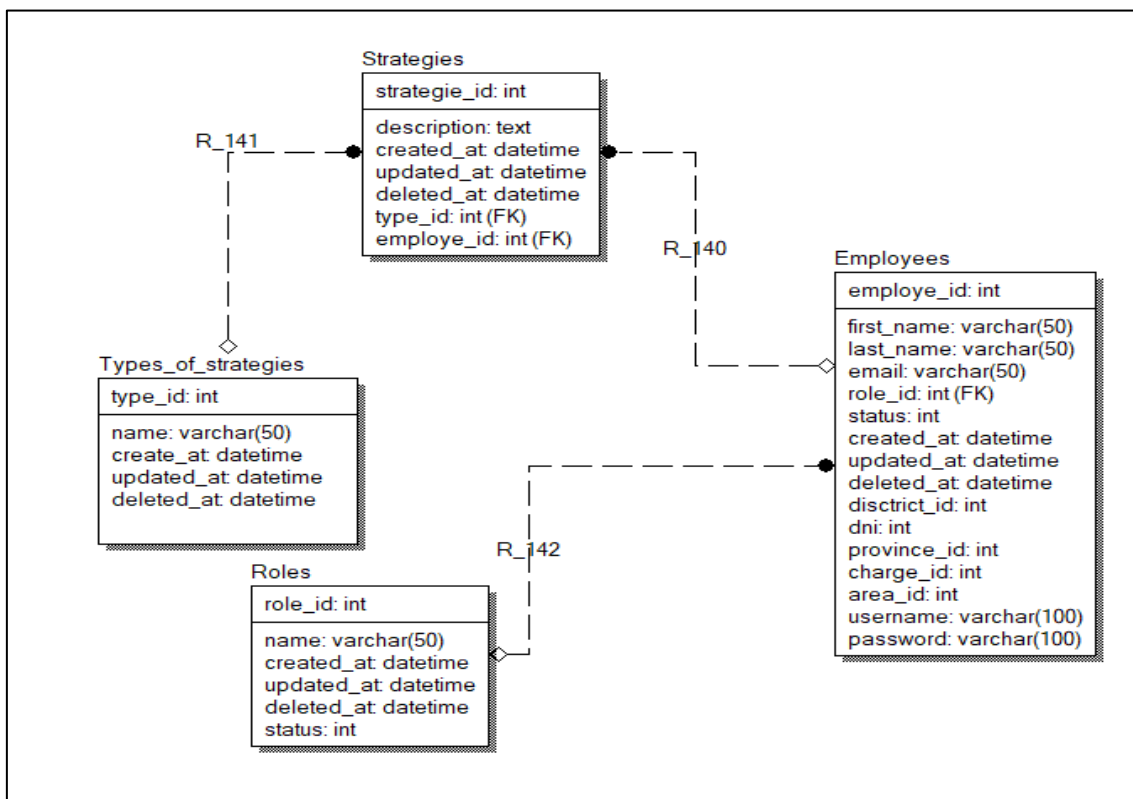 Strategies
strategie_id: int
description: text
created_at: datetime
updated_at: datetime
deleted_at: datetime
type_id: int (FK)
employe_id: int (FK)
R_141
R_140
Employees
employe_id: int
first_name: varchar(50)
last_name: varchar(50)
email: varchar(50)
role_id: int (FK)
status: int
created_at: datetime
updated_at: datetime
deleted_at: datetime
disctrict_id: int
dni: int
province_id: int
charge_id: int
area_id: int
username: varchar(100)
password: varchar(100)
Types_of_strategies
type_id: int
name: varchar(50)
create_at: datetime
updated_at: datetime
deleted_at: datetime
R_142
Roles
role_id: int
name: varchar(50)
created_at: datetime
updated_at: datetime
deleted_at: datetime
status: int